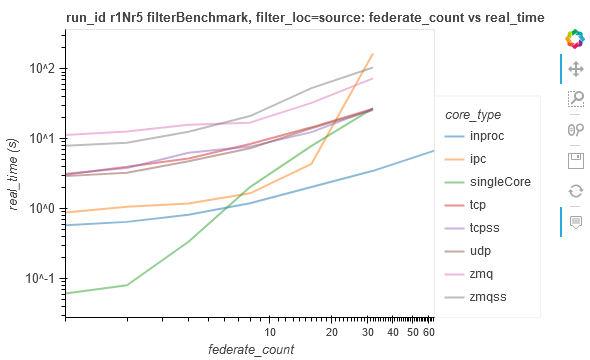 run_id r1Nr5 filterBenchmark, filter_loc=source: federate_count vs real_time
real_time (s)
10^2
10^1
10^0
10^-1
10
20
30
40
50
60
federate_count
core_type
inproc
ipc
singleCore
tcp
tcpss
udp
zmq
zmqss